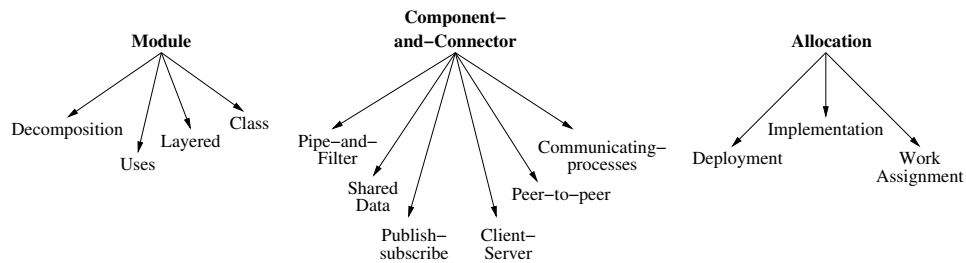 Module
Decomposition
Uses
Layered
Class
Component-
and-Connector
Pipe-and-
Filter
Shared
Data
Publish-
subscribe
Client-
Server
Peer-to-peer
Communicating-
processes
Allocation
Deployment
Implementation
Work
Assignment